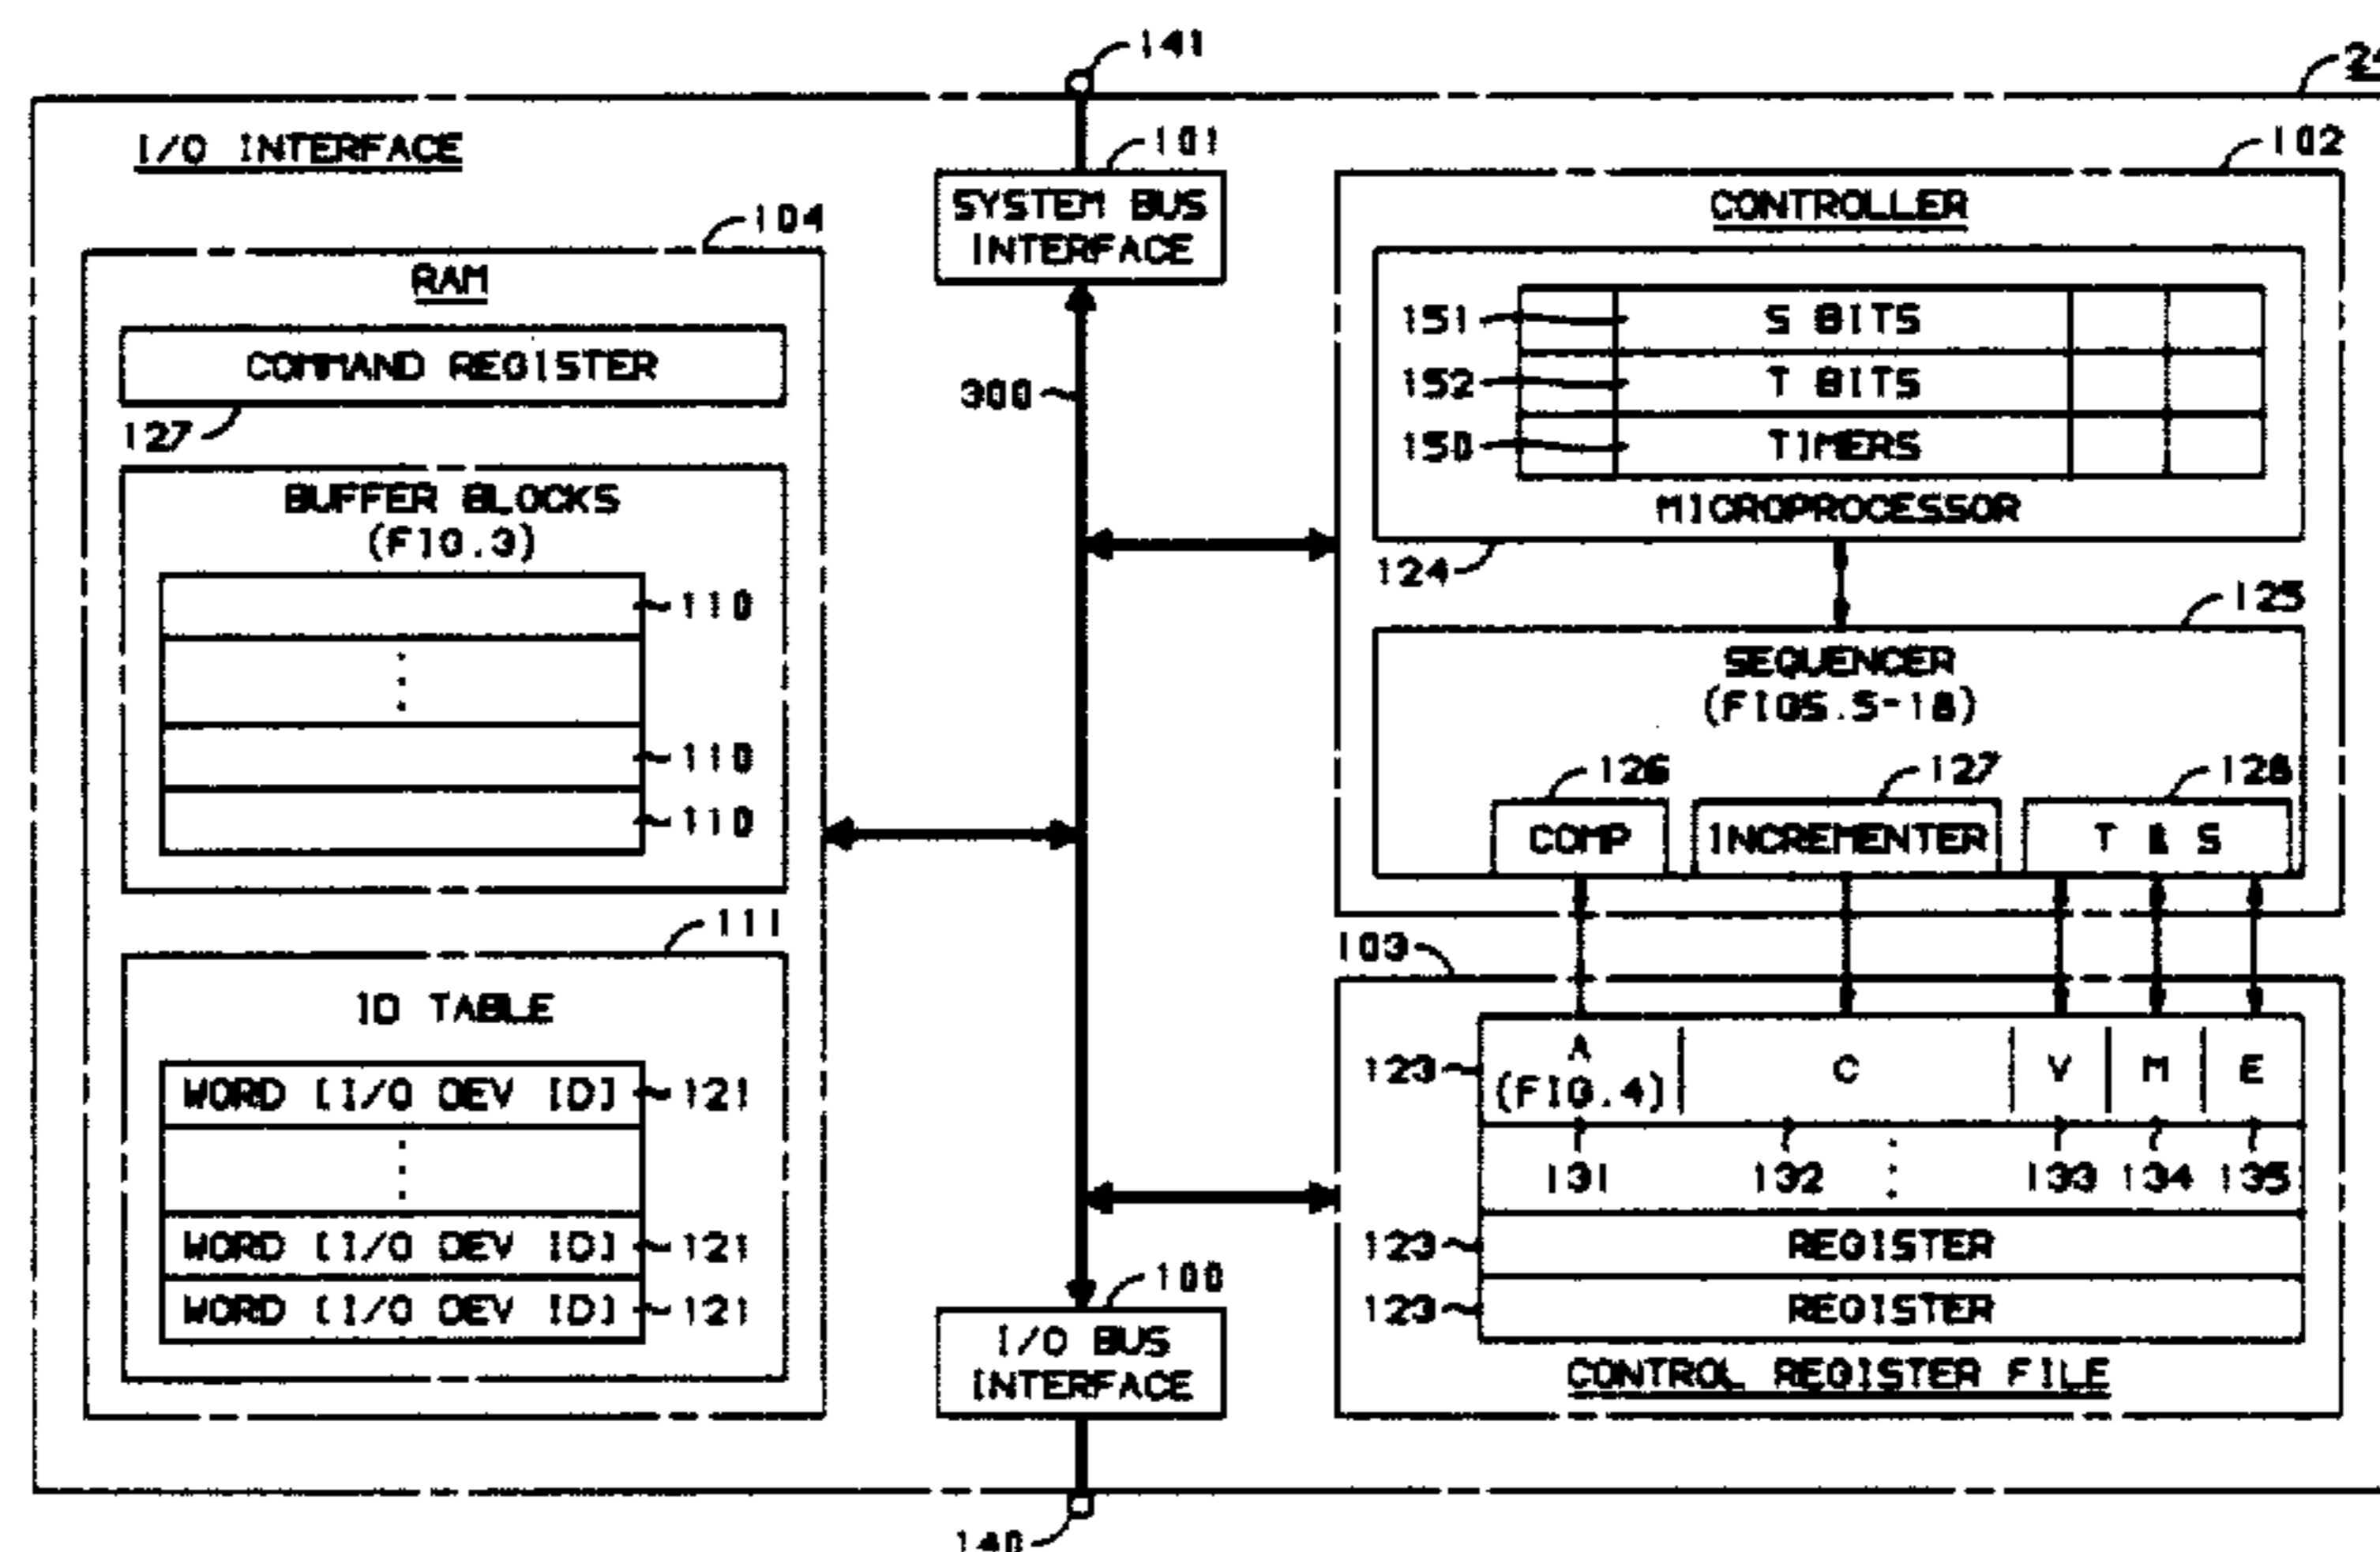 141
I/O INTERFACE
101
SYSTEM BUS
INTERFACE
300
104
RAM
COMMAND REGISTER
127
BUFFER BLOCKS
(FIG.3)
110
110
110
111
ID TABLE
WORD [I/O DEV ID]
121
WORD [I/O DEV ID]
121
WORD [I/O DEV ID]
121
100
I/O BUS
INTERFACE
140
102
CONTROLLER
151
S BITS
152
T BITS
150
TIMERS
MICROPROCESSOR
124
125
SEQUENCER
(FIGS.5-18)
126
127
128
COMP
INCREMENTER
T & S
103
123
A
(FIG.4)
C
V
M
E
131
132
133
134
135
123
REGISTER
123
REGISTER
CONTROL REGISTER FILE